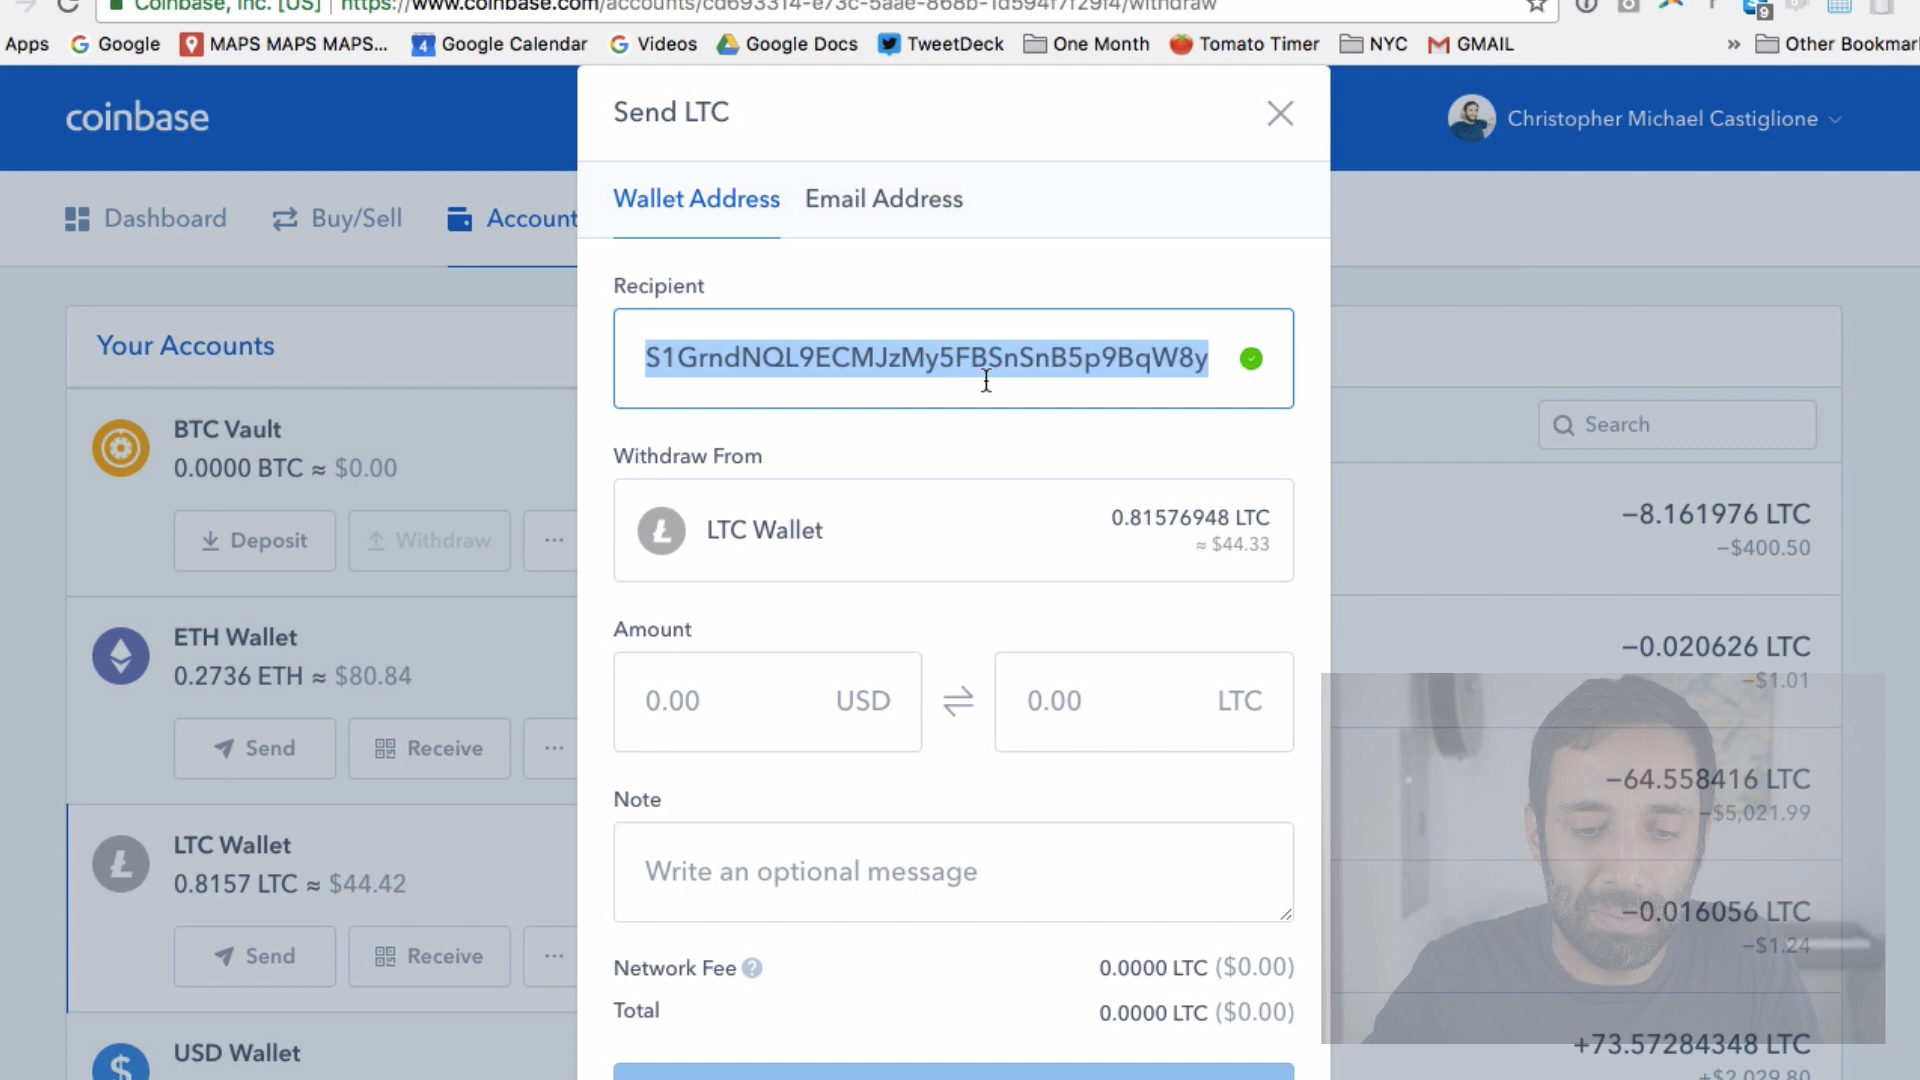 Coinbase, Inc. [US] | https://www.coinbase.com/accounts/cd693314-e73c-5aae-868b-1d594f7f29f4/withdraw
9
Apps Google MAPS MAPS MAPS... 4 Google Calendar Videos Google Docs TweetDeck One Month Tomato Timer NYC GMAIL » Other Bookmar
coinbase
Send LTC
Christopher Michael Castiglione
Dashboard Buy/Sell Account
Wallet Address Email Address
Recipient
S1GrndNQL9ECMJzMy5FBSnSnB5p9BqW8y
Your Accounts
BTC Vault
0.0000 BTC ≈ $0.00
Deposit Withdraw ...
Search
Withdraw From
LTC Wallet
0.81576948 LTC
≈ $44.33
−8.161976 LTC
−$400.50
ETH Wallet
0.2736 ETH ≈ $80.84
Send Receive ...
Amount
0.00 USD 0.00 LTC
−0.020626 LTC
−$1.01
Note
Write an optional message
−64.558416 LTC
−$5,021.99
LTC Wallet
0.8157 LTC ≈ $44.42
Send Receive ...
−0.016056 LTC
−$1.24
Network Fee ? 0.0000 LTC ($0.00)
Total 0.0000 LTC ($0.00)
USD Wallet
+73.57284348 LTC
+$2,029.80